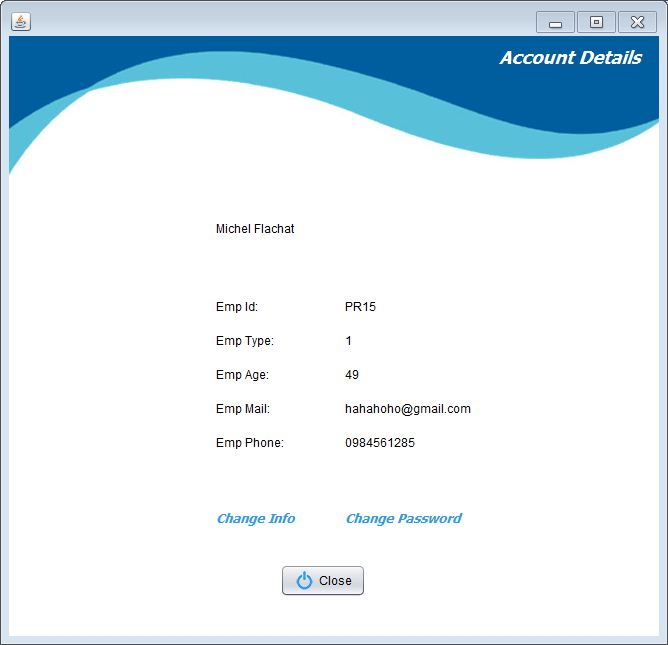 Account Details
Michel Flachat
Emp Id: PR15
Emp Type: 1
Emp Age: 49
Emp Mail: hahahoho@gmail.com
Emp Phone: 0984561285
Change Info Change Password
Close